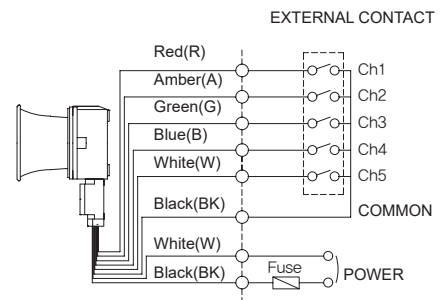 EXTERNAL CONTACT
Red(R)
Ch1
Amber(A)
Ch2
Green(G)
Ch3
Blue(B)
Ch4
White(W)
Ch5
Black(BK)
COMMON
White(W)
Black(BK)
Fuse
POWER